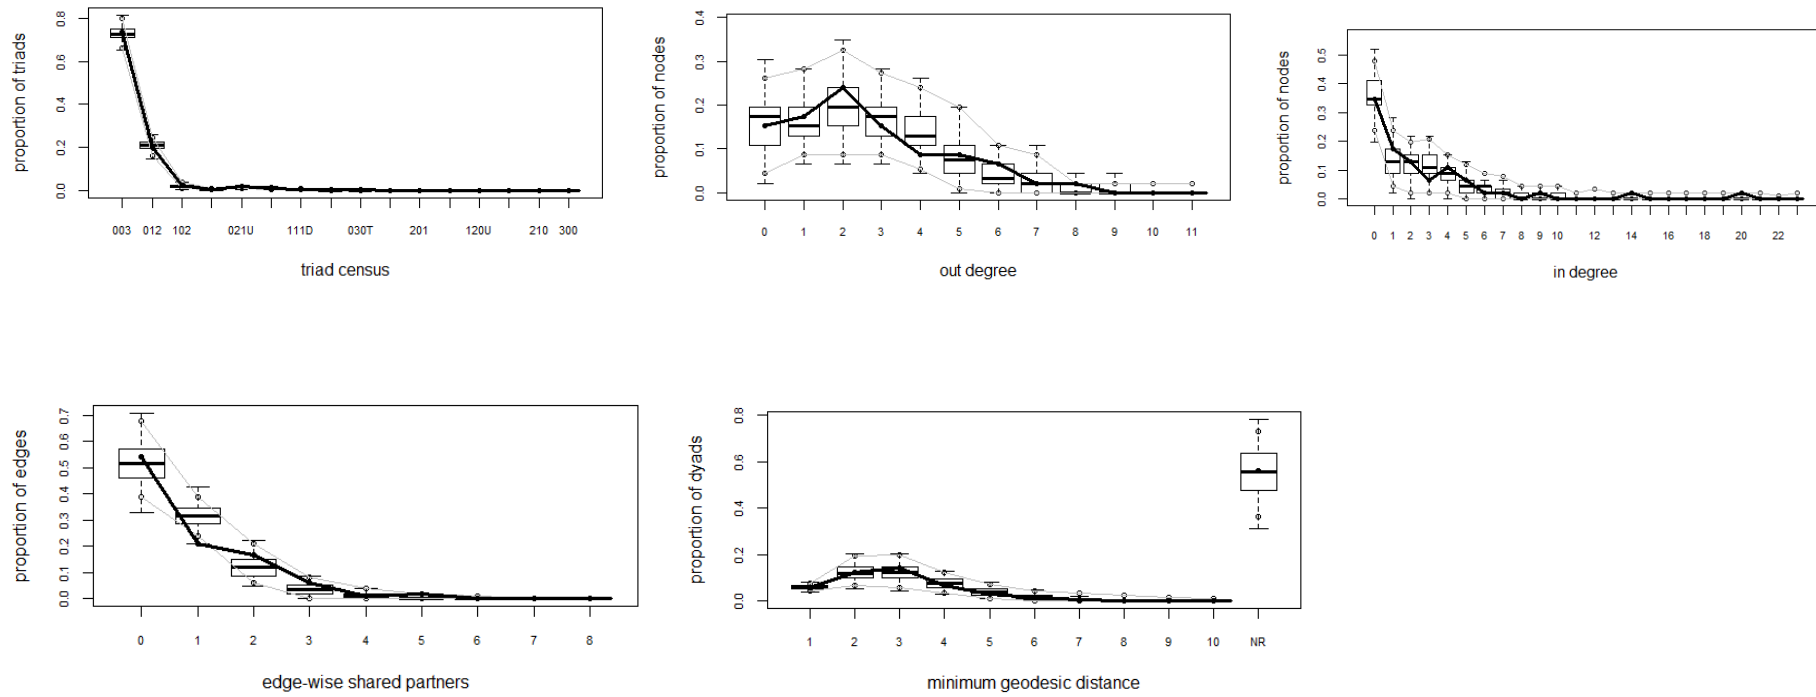 proportion of triads
0.0 0.2 0.4 0.6 0.8
003 012 102 021U 111D 030T 201 120U 210 300
triad census
proportion of nodes
0.0 0.1 0.2 0.3 0.4
0 1 2 3 4 5 6 7 8 9 10 11
out degree
proportion of nodes
0.0 0.1 0.2 0.3 0.4 0.5
0 1 2 3 4 5 6 7 8 9 10 12 14 16 18 20 22
in degree
proportion of edges
0.0 0.1 0.2 0.3 0.4 0.5 0.6 0.7
0 1 2 3 4 5 6 7 8
edge-wise shared partners
proportion of dyads
0.0 0.2 0.4 0.6 0.8
1 2 3 4 5 6 7 8 9 10 NR
minimum geodesic distance